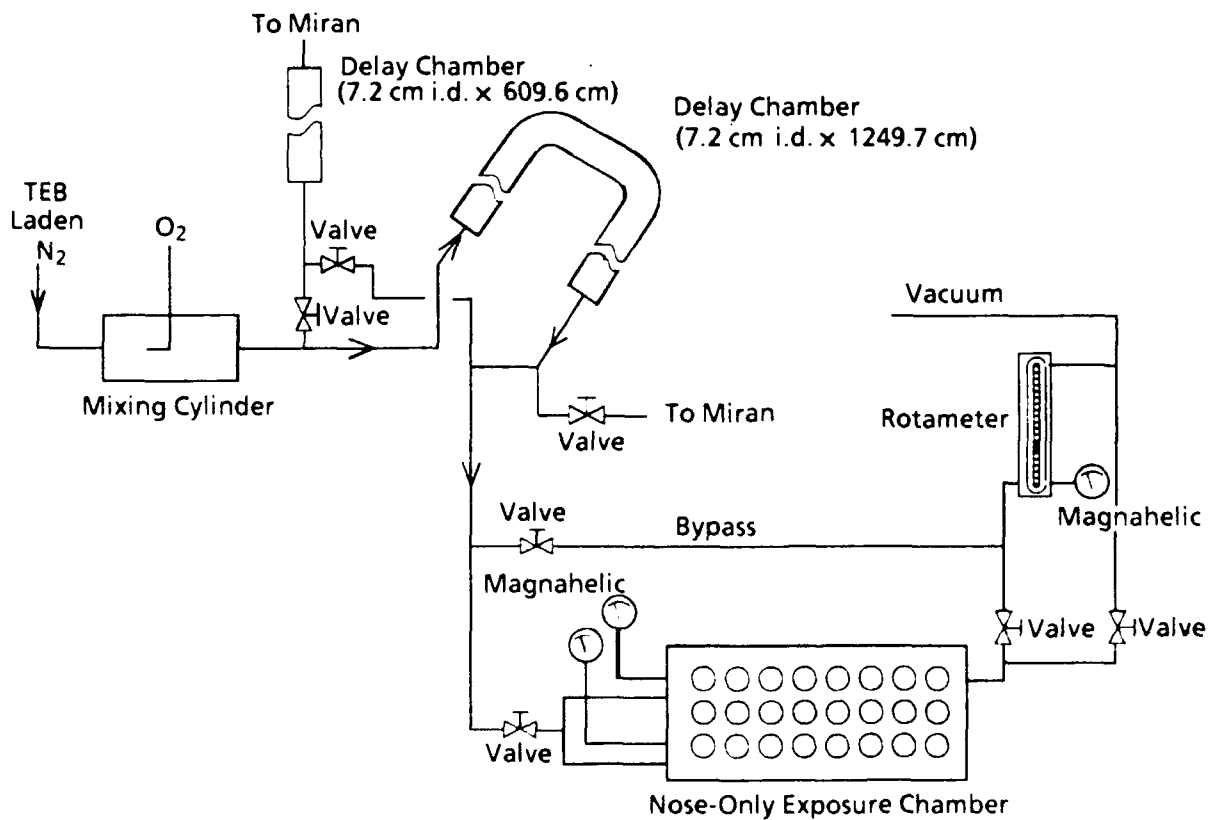 To Miran
Delay Chamber
(7.2 cm i.d. x 609.6 cm)
Delay Chamber
(7.2 cm i.d. x 1249.7 cm)
TEB
Laden
N2
O2
Valve
Valve
Mixing Cylinder
Vacuum
Rotameter
To Miran
Valve
Magnahelic
Valve
Bypass
Magnahelic
Valve
Valve
Valve
Nose-Only Exposure Chamber